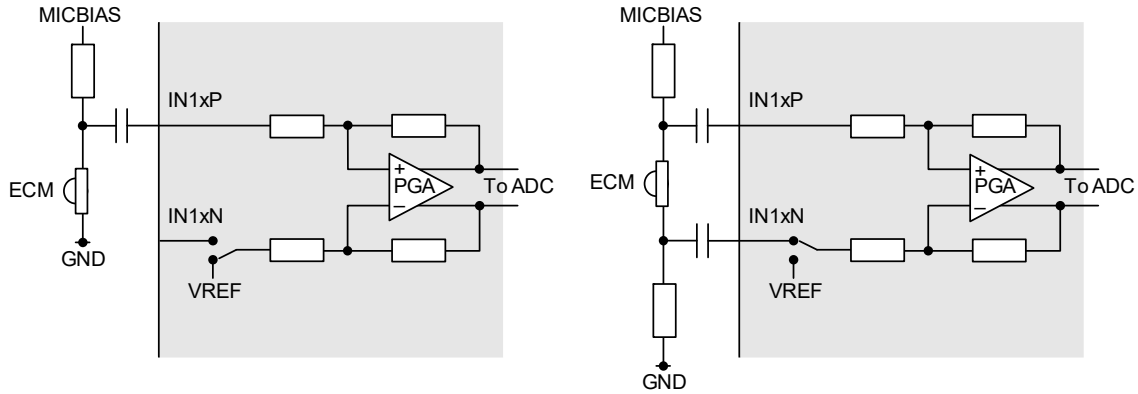 MICBIAS
IN1xP
ECM
+
PGA
–
To ADC
IN1xN
GND
VREF
MICBIAS
IN1xP
ECM
+
PGA
–
To ADC
IN1xN
VREF
GND